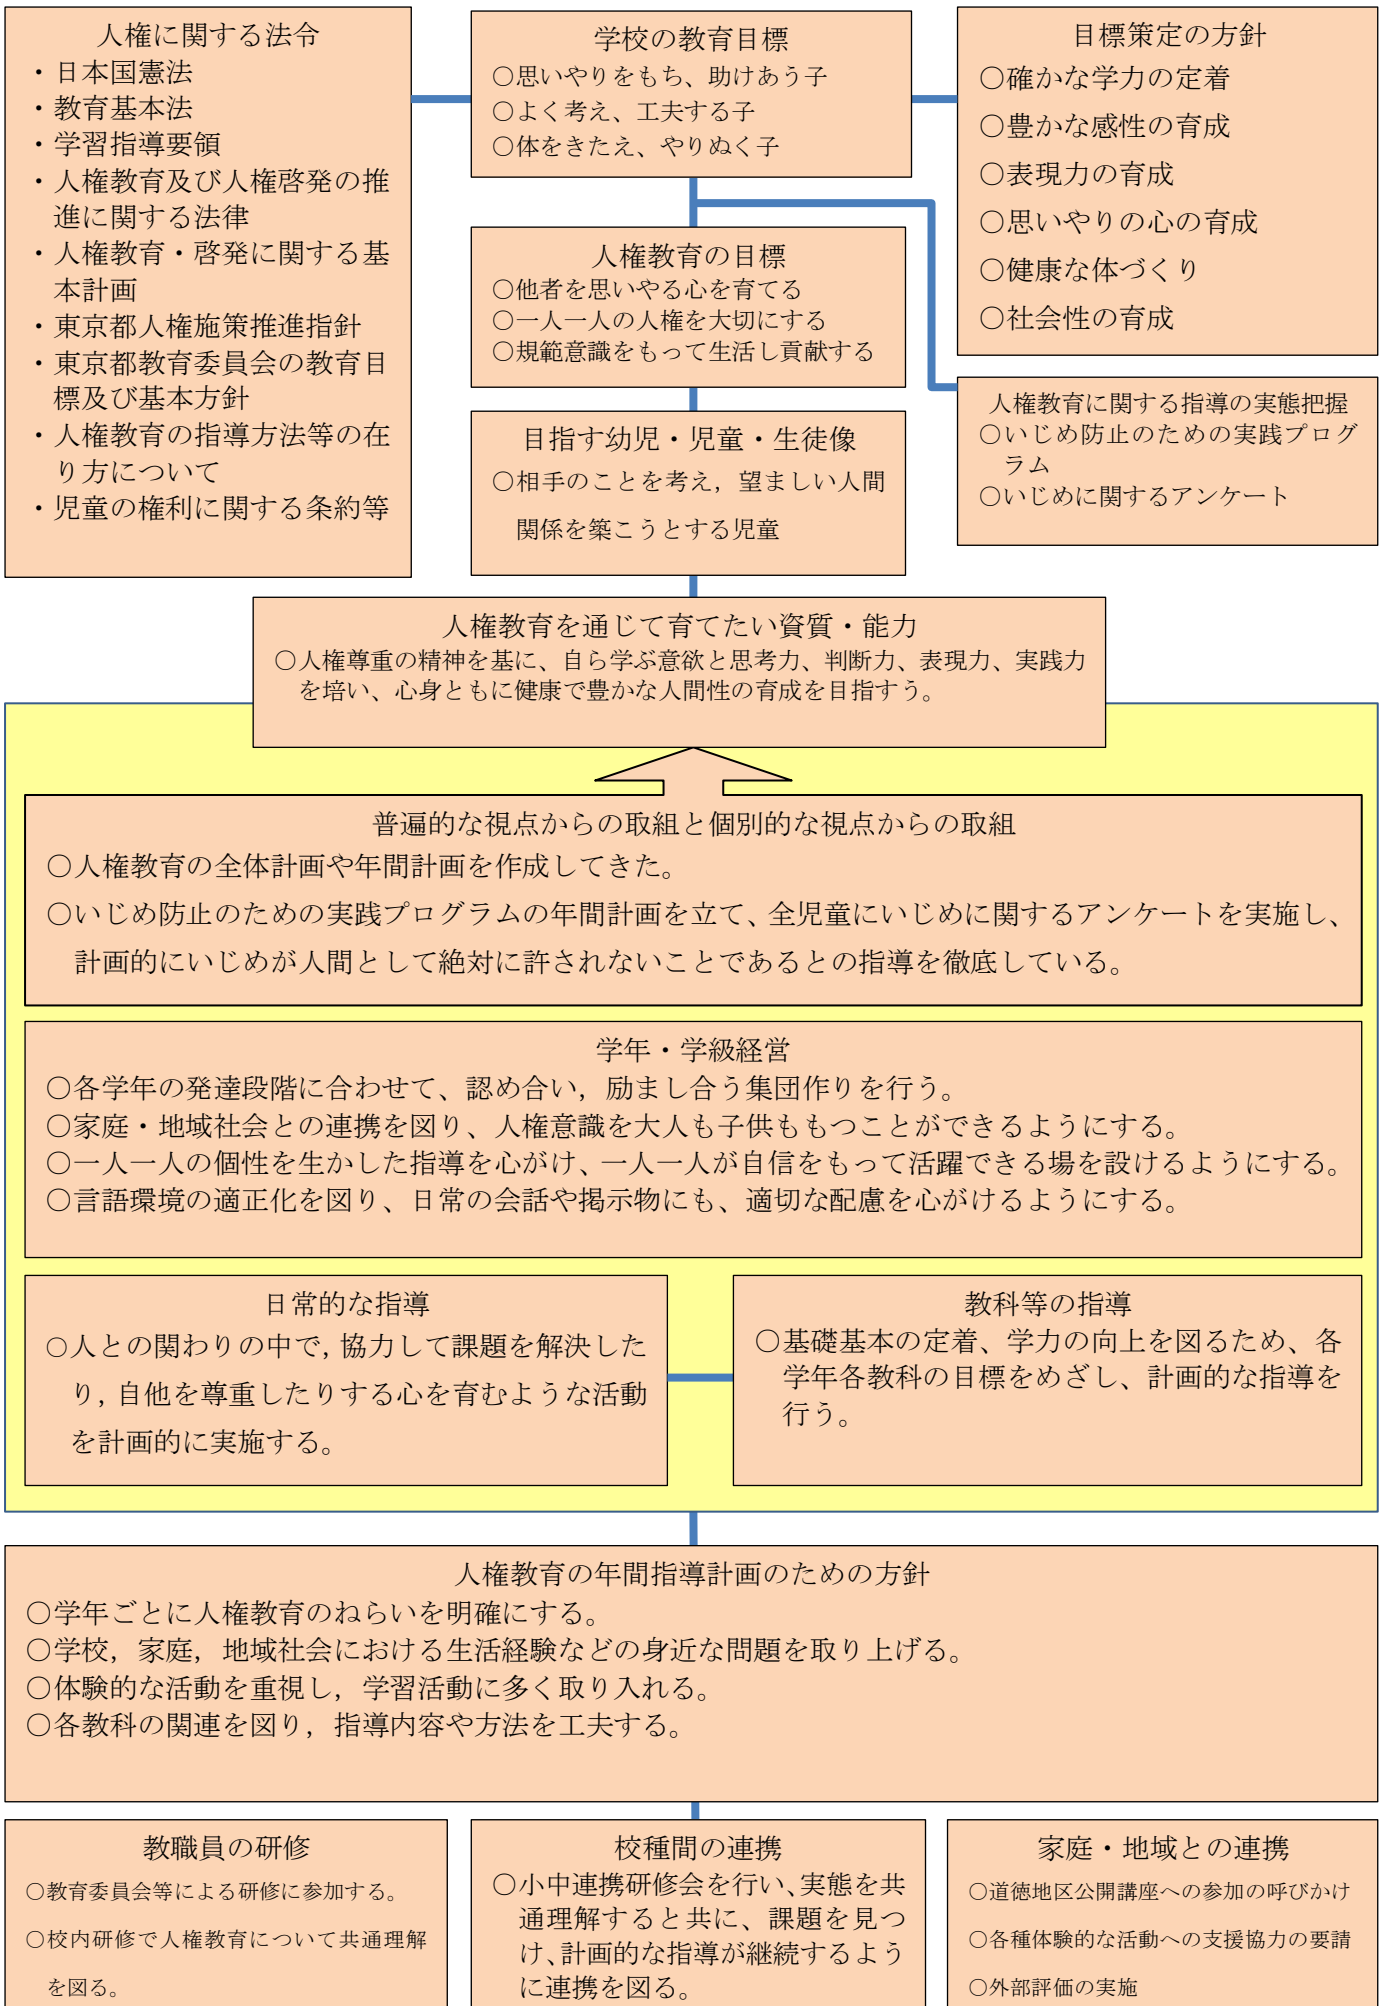 人権に関する法令
・日本国憲法
・教育基本法
・学習指導要領
・人権教育及び人権啓発の推
進に関する法律
・人権教育・啓発に関する基
本計画
・東京都人権施策推進指針
・東京都教育委員会の教育目
標及び基本方針
・人権教育の指導方法等の在
り方について
・児童の権利に関する条約等
学校の教育目標
○思いやりをもち、助けあう子
○よく考え、工夫する子
○体をきたえ、やりぬく子
目標策定の方針
○確かな学力の定着
○豊かな感性の育成
○表現力の育成
○思いやりの心の育成
○健康な体づくり
○社会性の育成
人権教育の目標
○他者を思いやる心を育てる
○一人一人の人権を大切にする
○規範意識をもって生活し貢献する
人権教育に関する指導の実態把握
○いじめ防止のための実践プログ
ラム
○いじめに関するアンケート
目指す幼児・児童・生徒像
○相手のことを考え，望ましい人間
関係を築こうとする児童
人権教育を通じて育てたい資質・能力
○人権尊重の精神を基に、自ら学ぶ意欲と思考力、判断力、表現力、実践力
を培い、心身ともに健康で豊かな人間性の育成を目指すう。
普遍的な視点からの取組と個別的な視点からの取組
○人権教育の全体計画や年間計画を作成してきた。
○いじめ防止のための実践プログラムの年間計画を立て、全児童にいじめに関するアンケートを実施し、
計画的にいじめが人間として絶対に許されないことであるとの指導を徹底している。
学年・学級経営
○各学年の発達段階に合わせて、認め合い，励まし合う集団作りを行う。
○家庭・地域社会との連携を図り、人権意識を大人も子供ももつことができるようにする。
○一人一人の個性を生かした指導を心がけ、一人一人が自信をもって活躍できる場を設けるようにする。
○言語環境の適正化を図り、日常の会話や掲示物にも、適切な配慮を心がけるようにする。
日常的な指導
○人との関わりの中で，協力して課題を解決した
り，自他を尊重したりする心を育むような活動
を計画的に実施する。
教科等の指導
○基礎基本の定着、学力の向上を図るため、各
学年各教科の目標をめざし、計画的な指導を
行う。
人権教育の年間指導計画のための方針
○学年ごとに人権教育のねらいを明確にする。
○学校，家庭，地域社会における生活経験などの身近な問題を取り上げる。
○体験的な活動を重視し，学習活動に多く取り入れる。
○各教科の関連を図り，指導内容や方法を工夫する。
教職員の研修
○教育委員会等による研修に参加する。
○校内研修で人権教育について共通理解
を図る。
校種間の連携
○小中連携研修会を行い、実態を共
通理解すると共に、課題を見つ
け、計画的な指導が継続するよう
に連携を図る。
家庭・地域との連携
○道徳地区公開講座への参加の呼びかけ
○各種体験的な活動への支援協力の要請
○外部評価の実施